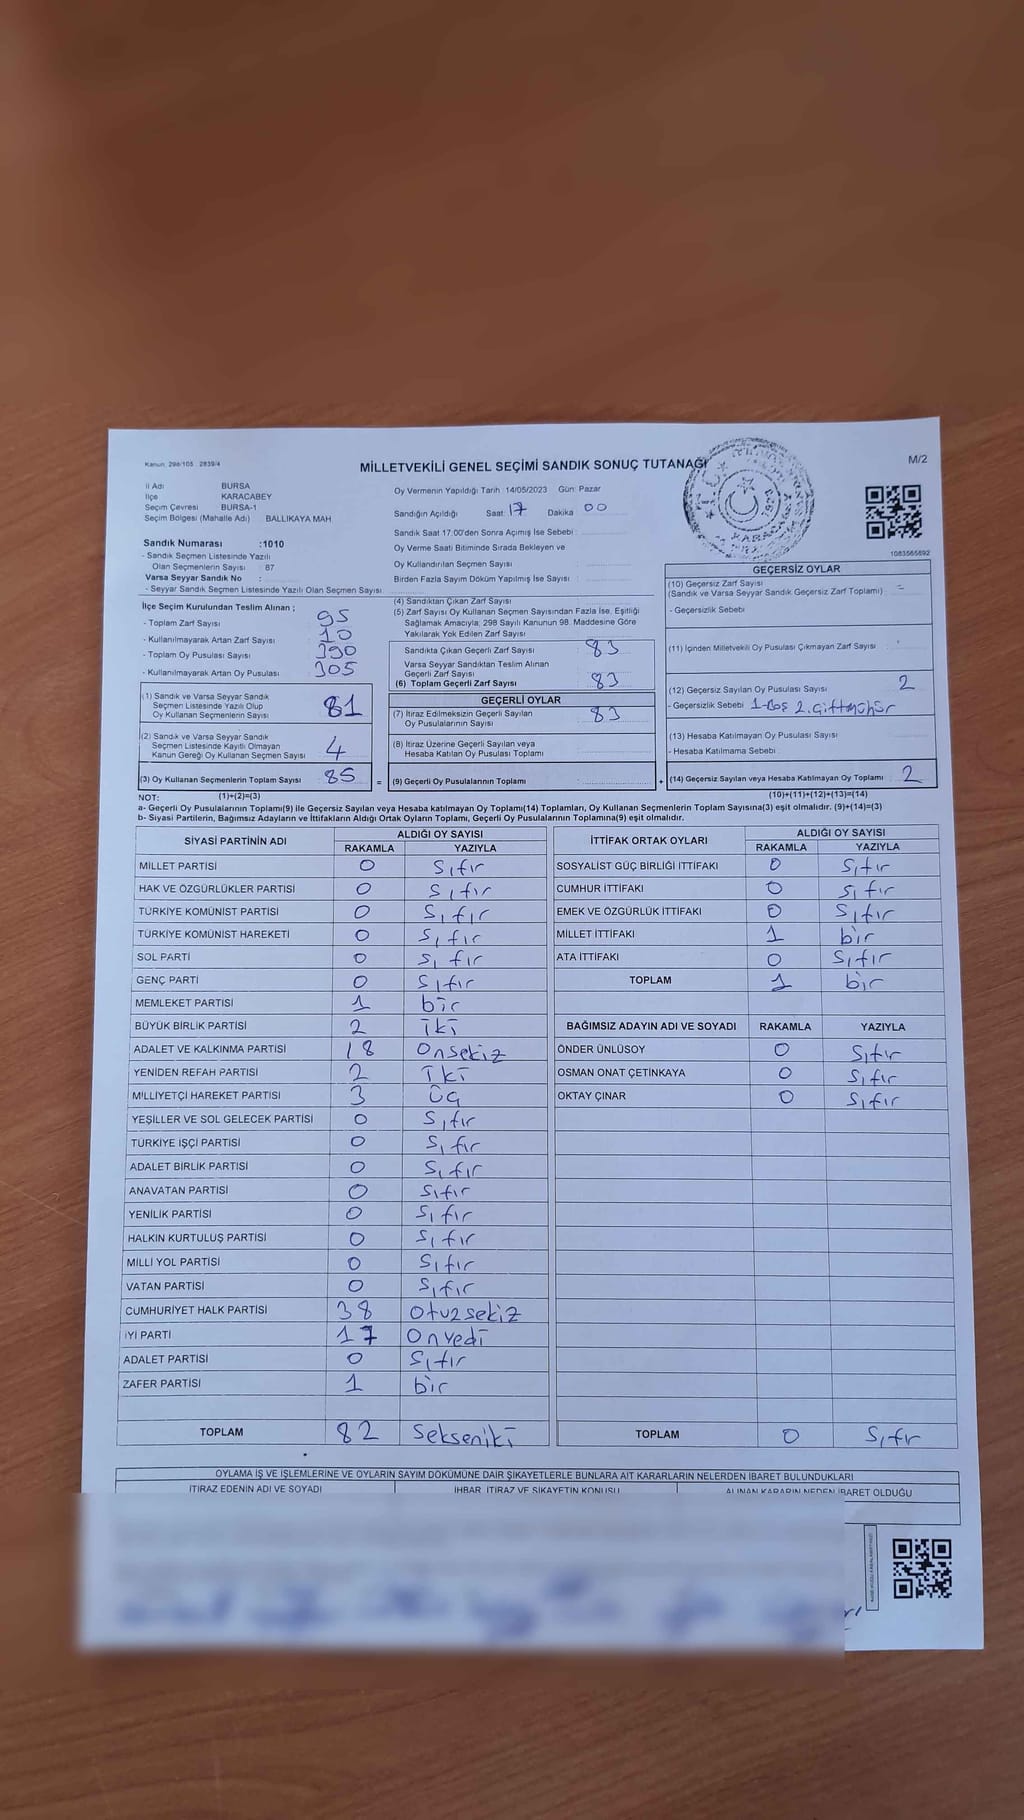 Kanun: 298/105 2839/4
MİLLETVEKİLİ GENEL SEÇİMİ SANDIK SONUÇ TUTANAĞI
M/2
İl Adı BURSA
İlçe KARACABEY
Seçim Çevresi BURSA-1
Seçim Bölgesi (Mahalle Adı) BALLIKAYA MAH.
Oy Vermenin Yapıldığı Tarih :14/05/2023 Gün: Pazar
Sandığın Açıldığı Saat 17 Dakika 00
Sandık Saat 17:00'den Sonra Açımış İse Sebebi :
Oy Verme Saati Bitiminde Sırada Bekleyen ve
Oy Kullandırılan Seçmen Sayısı
Birden Fazla Sayım Döküm Yapılmış İse Sayısı :
1083565692
Sandık Numarası :1010
- Sandık Seçmen Listesinde Yazılı
Olan Seçmenlerin Sayısı : 87
Varsa Seyyar Sandık No :
- Seyyar Sandık Seçmen Listesinde Yazılı Olan Seçmen Sayısı
İlçe Seçim Kurulundan Teslim Alınan ;
- Toplam Zarf Sayısı 95
- Kullanılmayarak Artan Zarf Sayısı 10
- Toplam Oy Pusulası Sayısı 390
- Kullanılmayarak Artan Oy Pusulası 305
(1) Sandık ve Varsa Seyyar Sandık
Seçmen Listesinde Yazılı Olup
Oy Kullanan Seçmenlerin Sayısı 81
(2) Sandık ve Varsa Seyyar Sandık
Seçmen Listesinde Kayıtlı Olmayan
Kanun Gereği Oy Kullanan Seçmen Sayısı 4
(3) Oy Kullanan Seçmenlerin Toplam Sayısı 85
(1)+(2)=(3)
(4) Sandıktan Çıkan Zarf Sayısı
(5) Zarf Sayısı Oy Kullanan Seçmen Sayısından Fazla İse, Eşitliği
Sağlamak Amacıyla; 298 Sayılı Kanunun 98. Maddesine Göre
Yakılarak Yok Edilen Zarf Sayısı
Sandıkta Çıkan Geçerli Zarf Sayısı 83
Varsa Seyyar Sandıktan Teslim Alınan
Geçerli Zarf Sayısı
(6) Toplam Geçerli Zarf Sayısı 83
GEÇERLİ OYLAR
(7) İtiraz Edilmeksizin Geçerli Sayılan
Oy Pusulalarının Sayısı 83
(8) İtiraz Üzerine Geçerli Sayılan veya
Hesaba Katılan Oy Pusulası Toplamı
= (9) Geçerli Oy Pusulalarının Toplamı
GEÇERSİZ OYLAR
(10) Geçersiz Zarf Sayısı
(Sandık ve Varsa Seyyar Sandık Geçersiz Zarf Toplamı)
- Geçersizlik Sebebi
(11) İçinden Milletvekili Oy Pusulası Çıkmayan Zarf Sayısı
(12) Geçersiz Sayılan Oy Pusulası Sayısı 2
- Geçersizlik Sebebi 1-Boş 2. Çiftmühür
(13) Hesaba Katılmayan Oy Pusulası Sayısı
- Hesaba Katılmama Sebebi
+ (14) Geçersiz Sayılan veya Hesaba Katılmayan Oy Toplamı 2
(10)+(11)+(12)+(13)=(14)
NOT:
a- Geçerli Oy Pusulalarının Toplamı(9) ile Geçersiz Sayılan veya Hesaba katılmayan Oy Toplamı(14) Toplamları, Oy Kullanan Seçmenlerin Toplam Sayısına(3) eşit olmalıdır. (9)+(14)=(3)
b- Siyasi Partilerin, Bağımsız Adayların ve İttifakların Aldığı Ortak Oyların Toplamı, Geçerli Oy Pusulalarının Toplamına(9) eşit olmalıdır.
SİYASİ PARTİNİN ADI ALDIĞI OY SAYISI
RAKAMLA YAZIYLA
MİLLET PARTİSİ 0 Sıfır
HAK VE ÖZGÜRLÜKLER PARTİSİ 0 Sıfır
TÜRKİYE KOMÜNİST PARTİSİ 0 Sıfır
TÜRKİYE KOMÜNİST HAREKETİ 0 Sıfır
SOL PARTİ 0 Sıfır
GENÇ PARTİ 0 Sıfır
MEMLEKET PARTİSİ 1 bir
BÜYÜK BİRLİK PARTİSİ 2 iki
ADALET VE KALKINMA PARTİSİ 18 Onsekiz
YENİDEN REFAH PARTİSİ 2 iki
MİLLİYETÇİ HAREKET PARTİSİ 3 üç
YEŞİLLER VE SOL GELECEK PARTİSİ 0 Sıfır
TÜRKİYE İŞÇİ PARTİSİ 0 Sıfır
ADALET BİRLİK PARTİSİ 0 Sıfır
ANAVATAN PARTİSİ 0 Sıfır
YENİLİK PARTİSİ 0 Sıfır
HALKIN KURTULUŞ PARTİSİ 0 Sıfır
MİLLİ YOL PARTİSİ 0 Sıfır
VATAN PARTİSİ 0 Sıfır
CUMHURİYET HALK PARTİSİ 38 Otuzsekiz
İYİ PARTİ 17 Onyedi
ADALET PARTİSİ 0 Sıfır
ZAFER PARTİSİ 1 bir
TOPLAM 82 Sekseniki
İTTİFAK ORTAK OYLARI ALDIĞI OY SAYISI
RAKAMLA YAZIYLA
SOSYALİST GÜÇ BİRLİĞİ İTTİFAKI 0 Sıfır
CUMHUR İTTİFAKI 0 Sıfır
EMEK VE ÖZGÜRLÜK İTTİFAKI 0 Sıfır
MİLLET İTTİFAKI 1 bir
ATA İTTİFAKI 0 Sıfır
TOPLAM 1 bir
BAĞIMSIZ ADAYIN ADI VE SOYADI RAKAMLA YAZIYLA
ÖNDER ÜNLÜSOY 0 Sıfır
OSMAN ONAT ÇETİNKAYA 0 Sıfır
OKTAY ÇINAR 0 Sıfır
TOPLAM 0 Sıfır
OYLAMA İŞ VE İŞLEMLERİNE VE OYLARIN SAYIM DÖKÜMÜNE DAİR ŞİKAYETLERLE BUNLARA AİT KARARLARIN NELERDEN İBARET BULUNDUKLARI
İTİRAZ EDENİN ADI VE SOYADI İHBAR, İTİRAZ VE ŞİKAYETİN KONUSU ALINAN KARARIN NEDEN İBARET OLDUĞU